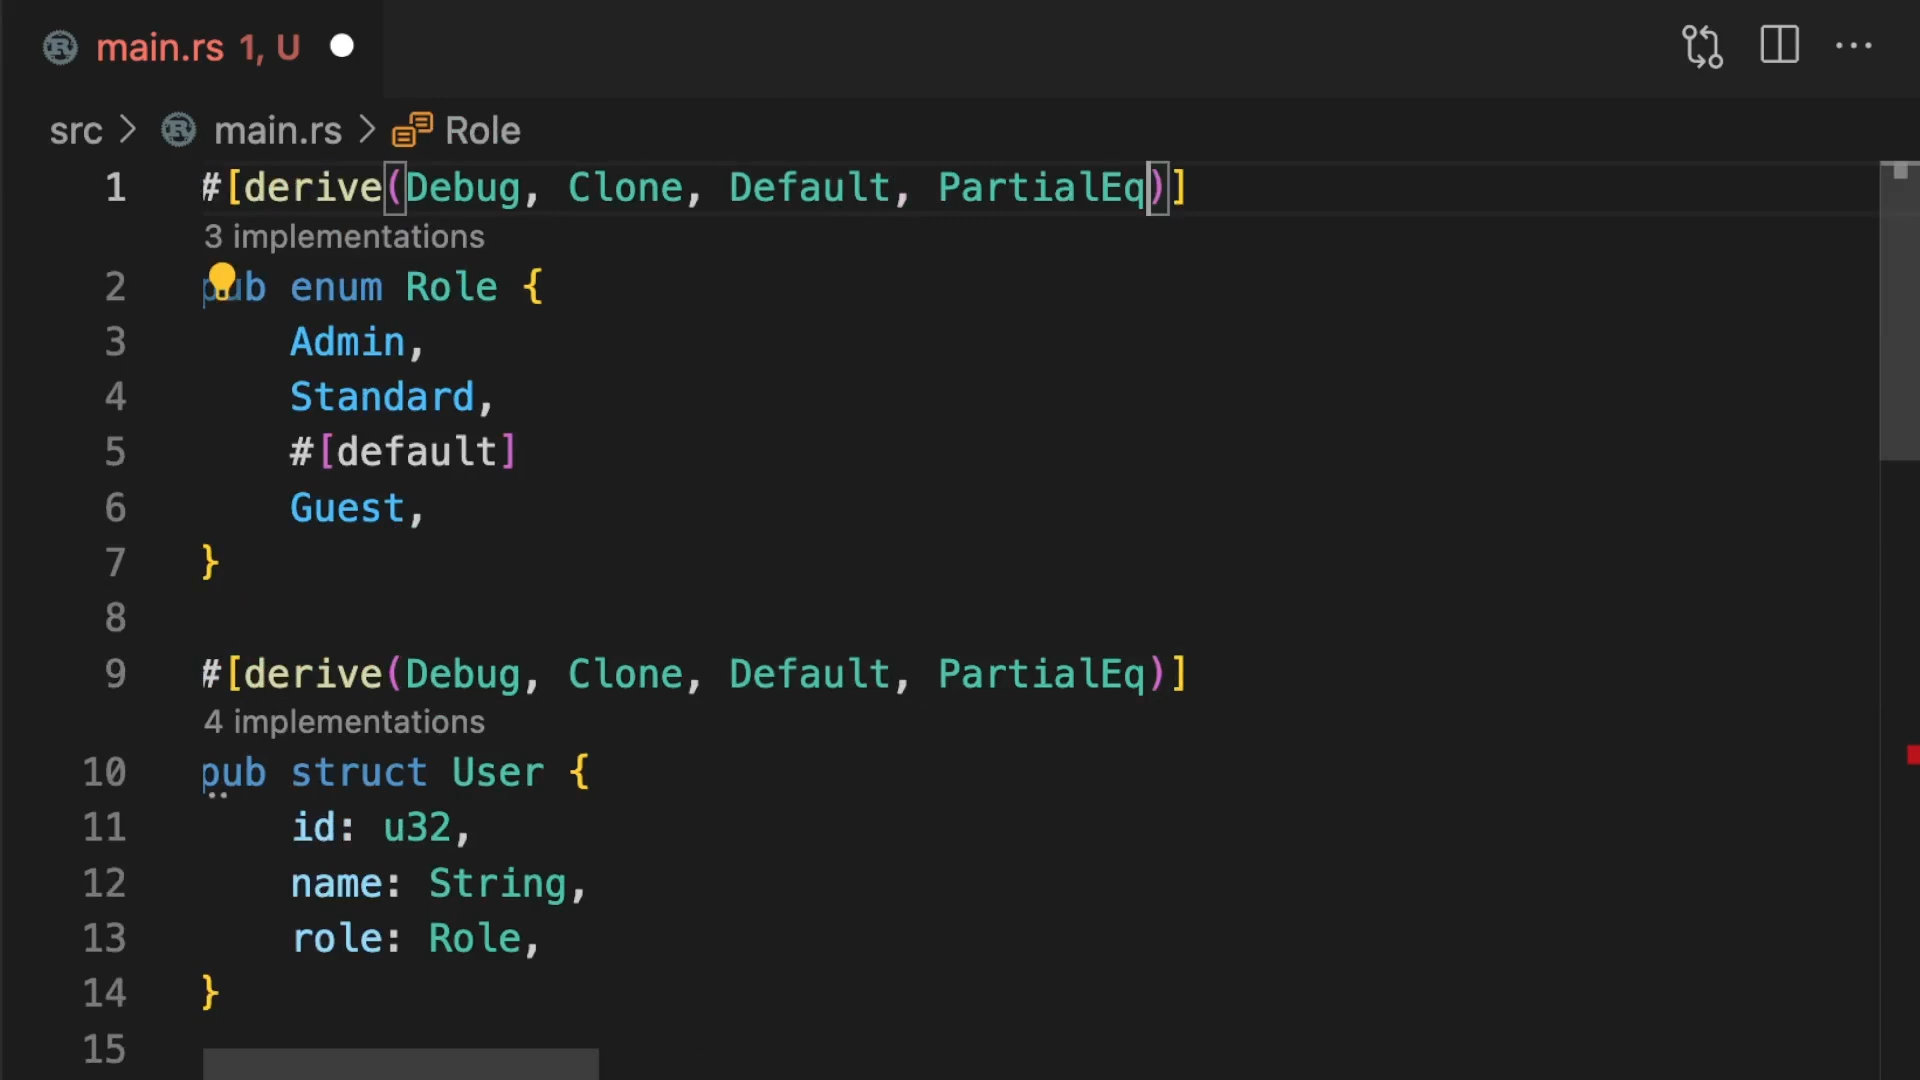 main.rs 1, U
src > main.rs > Role
1 #[derive(Debug, Clone, Default, PartialEq)]
3 implementations
2 pub enum Role {
3     Admin,
4     Standard,
5     #[default]
6     Guest,
7 }
8
9 #[derive(Debug, Clone, Default, PartialEq)]
4 implementations
10 pub struct User {
11     id: u32,
12     name: String,
13     role: Role,
14 }
15